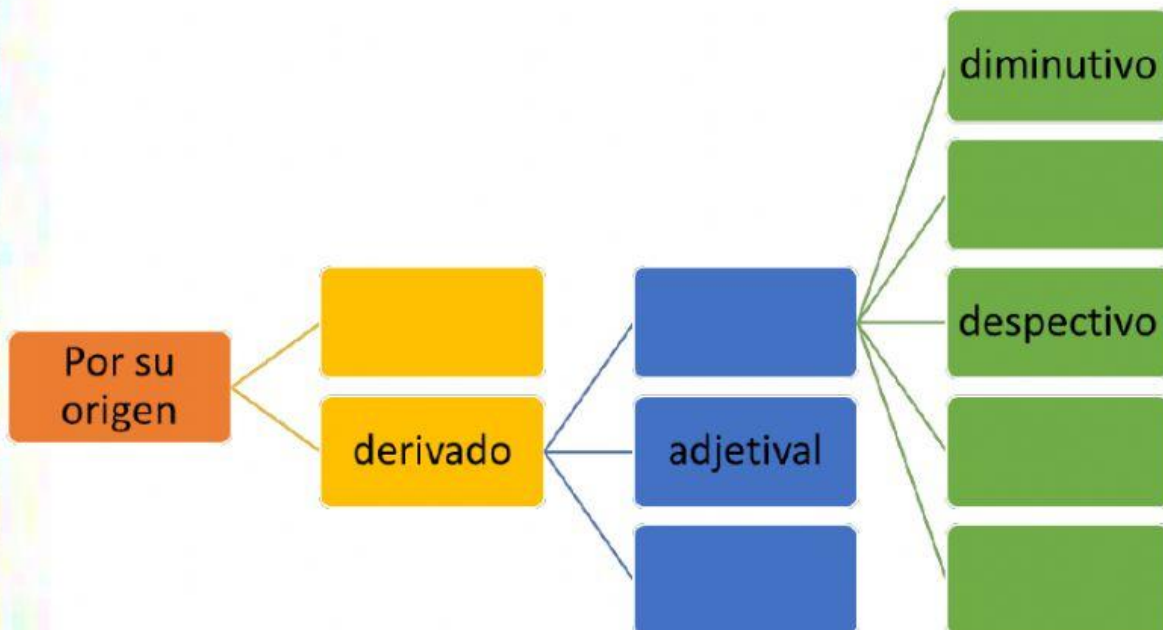 diminutivo
despectivo
Por su
origen
derivado
adjetival